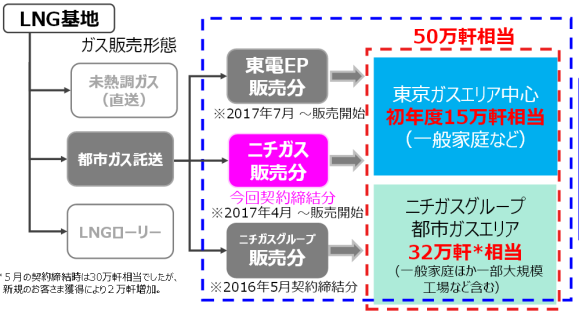 LNG基地
ガス販売形態
未熱調ガス
（直送）
都市ガス託送
LNGローリー
*５月の契約締結時は30万軒相当でしたが、
新規のお客さま獲得により２万軒増加。
東電EP
販売分
※2017年7月 ～販売開始
ニチガス
販売分
今回契約締結分
※2017年4月 ～販売開始
ニチガスグループ
販売分
※2016年5月契約締結分
50万軒相当
東京ガスエリア中心
初年度15万軒相当
（一般家庭など）
ニチガスグループ
都市ガスエリア
32万軒*相当
（一般家庭ほか一部大規模
工場など含む）